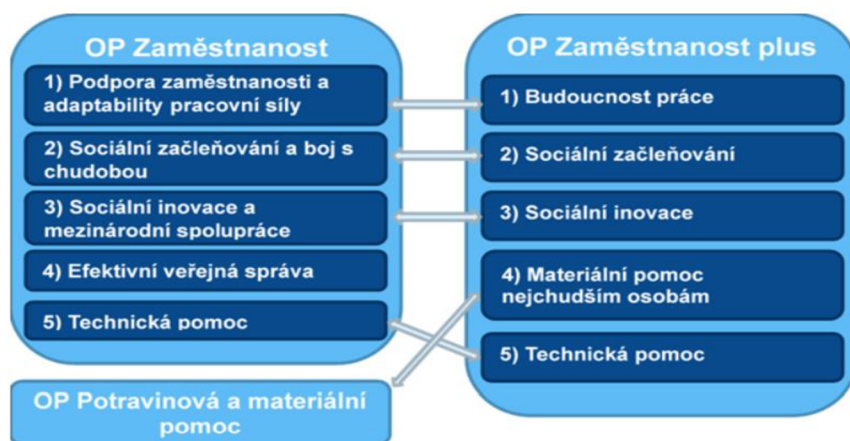 OP Zaměstnanost
1) Podpora zaměstnanosti a
adaptability pracovní síly
2) Sociální začleňování a boj s
chudobou
3) Sociální inovace a
mezinárodní spolupráce
4) Efektivní veřejná správa
5) Technická pomoc
OP Potravinová a materiální
pomoc
OP Zaměstnanost plus
1) Budoucnost práce
2) Sociální začleňování
3) Sociální inovace
4) Materiální pomoc
nejchudším osobám
5) Technická pomoc